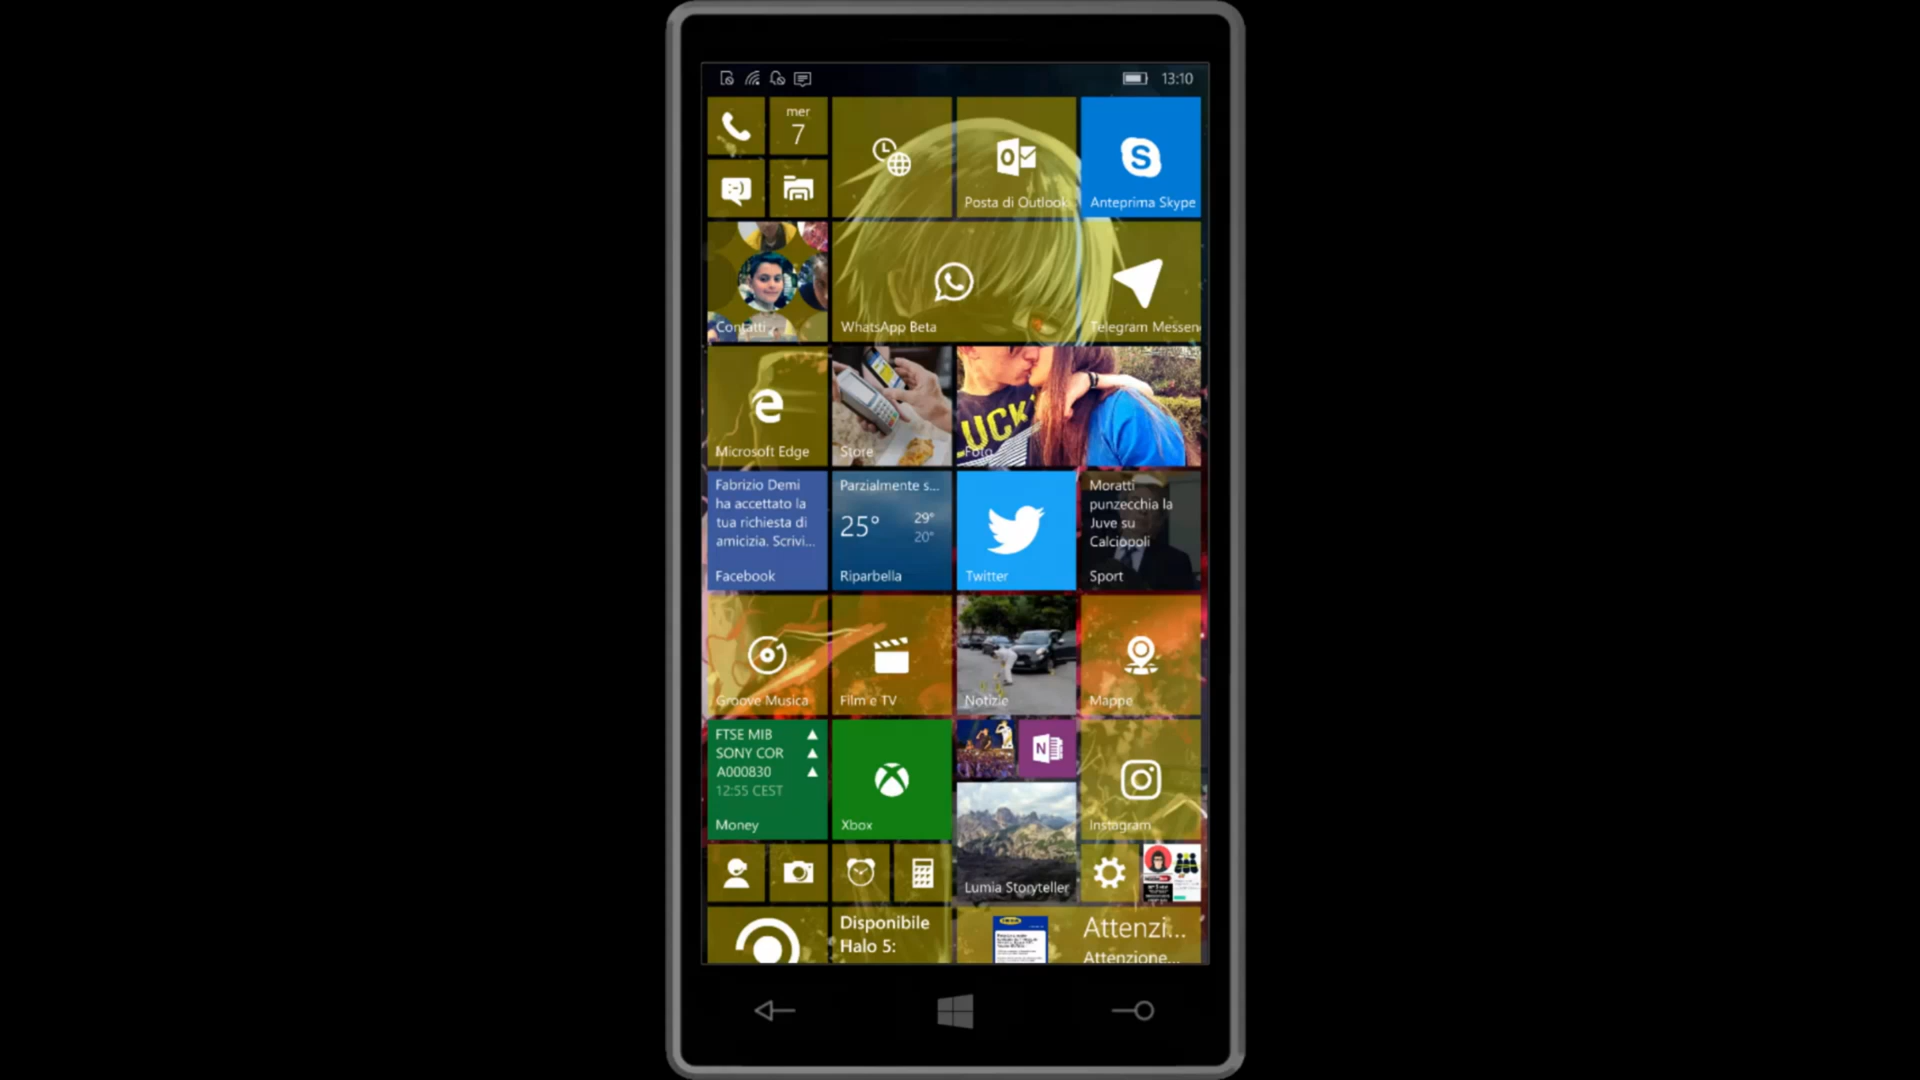 13:10
mer
7
Posta di Outlook
Anteprima Skype
Contatti
WhatsApp Beta
Telegram Messen
UCK
Microsoft Edge
Store
Foto
Fabrizio Demi
ha accettato la
tua richiesta di
amicizia. Scrivi...
Facebook
Parzialmente s...
25° 29°
20°
Riparbella
Twitter
Moratti
punzecchia la
Juve su
Calciopoli
Sport
Groove Musica
Film e TV
Notizie
Mappe
FTSE MIB ▲
SONY COR ▲
A000830 ▲
12:55 CEST
Money
Xbox
Instagram
Lumia Storyteller
Disponibile
Halo 5:
Attenzi...
Attenzione...